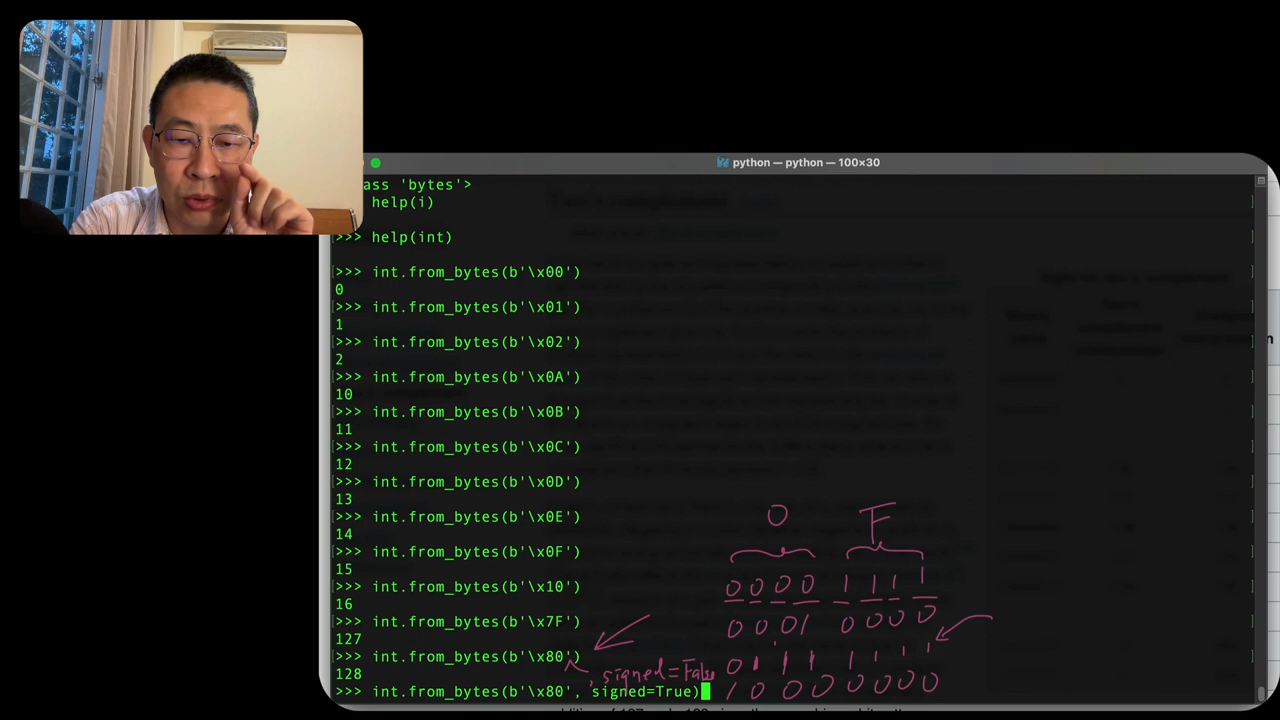 python — python — 100×30
ass 'bytes'>
help(i)
>>> help(int)
>>> int.from_bytes(b'\x00')
0
>>> int.from_bytes(b'\x01')
1
>>> int.from_bytes(b'\x02')
2
>>> int.from_bytes(b'\x0A')
10
>>> int.from_bytes(b'\x0B')
11
>>> int.from_bytes(b'\x0C')
12
>>> int.from_bytes(b'\x0D')
13
>>> int.from_bytes(b'\x0E')
14
>>> int.from_bytes(b'\x0F')
15
>>> int.from_bytes(b'\x10')
16
>>> int.from_bytes(b'\x7F')
127
>>> int.from_bytes(b'\x80')
128
>>> int.from_bytes(b'\x80', signed=True)
0 F
0000 1111
0001 0000
0111 1111
, signed=False
1000 0000